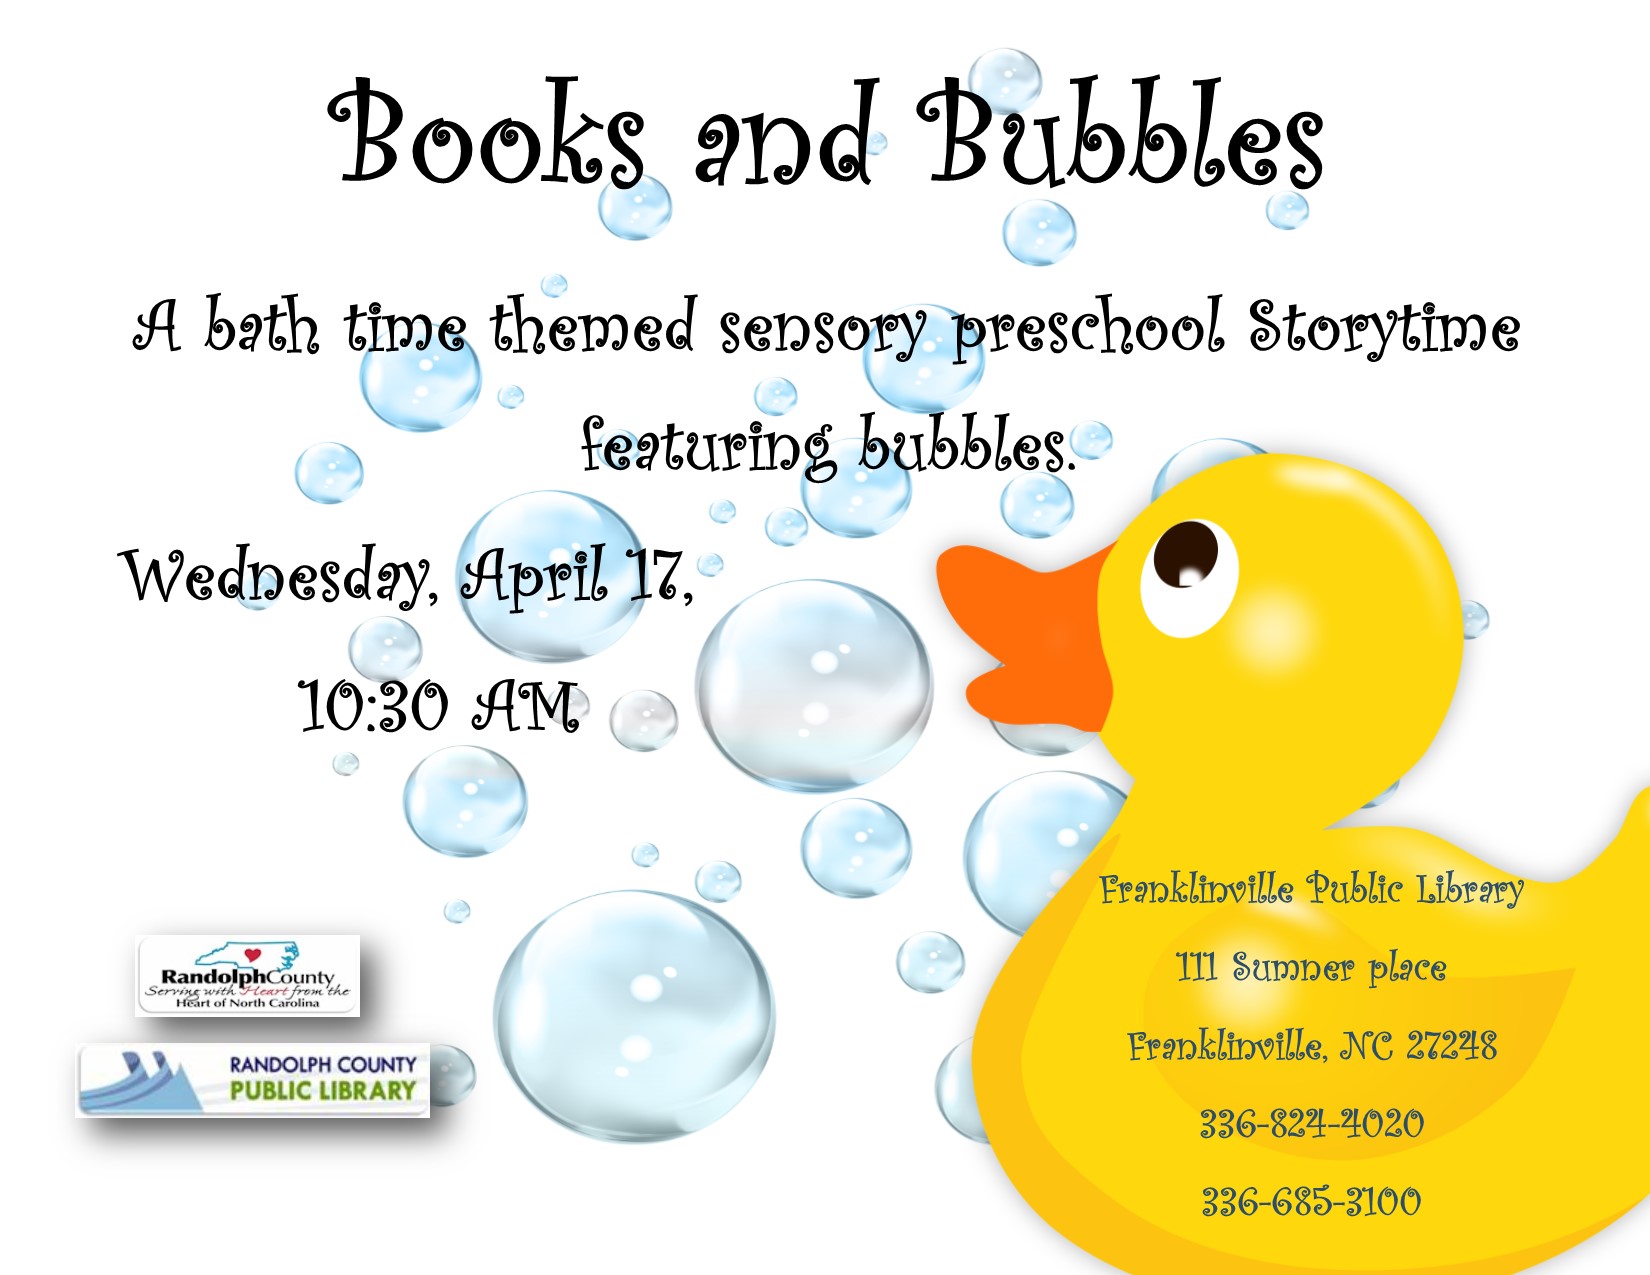 Books and Bubbles
A bath time themed sensory preschool Storytime
featuring bubbles.
Wednesday, April 17,
10:30 AM
Franklinville Public Library
111 Sumner place
Franklinville, NC 27248
336-824-4020
336-685-3100
RandolphCounty
Serving with Heart from the
Heart of North Carolina
RANDOLPH COUNTY
PUBLIC LIBRARY